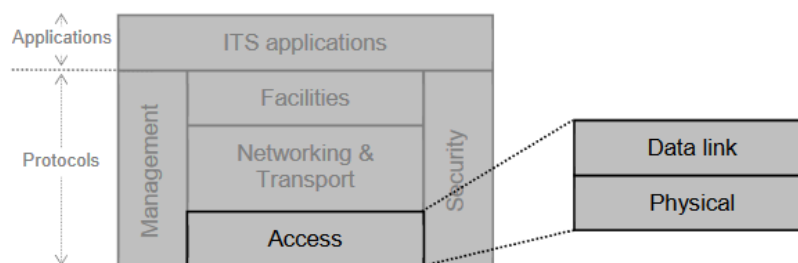 Applications
ITS applications
Protocols
Management
Facilities
Networking &
Transport
Access
Security
Data link
Physical